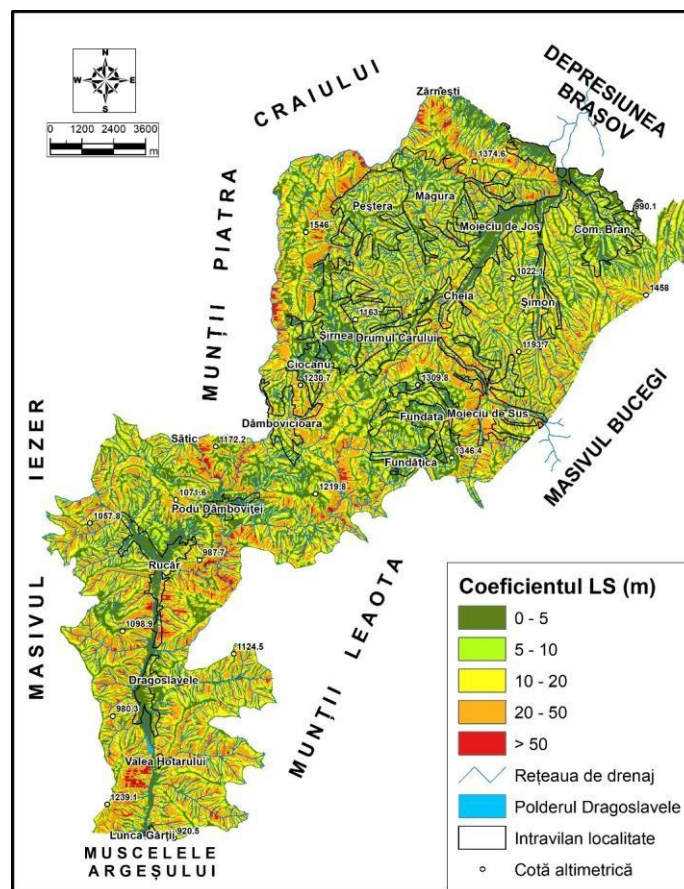 N
W E
S
0 1200 2400 3600
m
DEPRESIUNEA
BRAȘOV
MUNȚII PIATRA CRAIULUI
Zărnești
1374.6
Măgura
Peștera
990.1
Moieciu de Jos
Com. Bran
1546
1022.1
1458
Cheia
Șimon
1163
Șirnea
Drumul Carului
1193.7
Ciocanu
1230.7
1309.8
Fundata
Moieciu de Sus
Dâmbovicioara
MASIVUL BUCEGI
Sătic
1172.2
Fundățica
1346.4
1219.8
1071.6
Podu Dâmboviței
1057.8
987.7
Rucăr
MASIVUL IEZER
MUNȚII LEAOTA
1098.9
1124.5
Dragoslavele
980.3
Valea Hotarului
1239.1
Lunca Gârții
920.5
MUSCELELE
ARGEȘULUI
Coeficientul LS (m)
0 - 5
5 - 10
10 - 20
20 - 50
> 50
Rețeaua de drenaj
Polderul Dragoslavele
Intravilan localitate
Cotă altimetrică